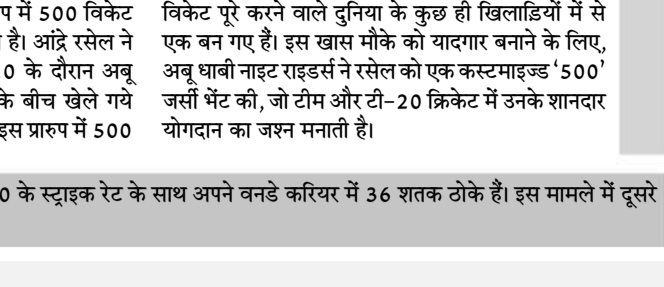 प में 500 विकेट
है। आंद्रे रसेल ने
0 के दौरान अबू
के बीच खेले गये
इस प्रारुप में 500
विकेट पूरे करने वाले दुनिया के कुछ ही खिलाड़ियों में से
एक बन गए हैं। इस खास मौके को यादगार बनाने के लिए,
अबू धाबी नाइट राइडर्स ने रसेल को एक कस्टमाइज्ड ‘500’
जर्सी भेंट की, जो टीम और टी-20 क्रिकेट में उनके शानदार
योगदान का जश्न मनाती है।
0 के स्ट्राइक रेट के साथ अपने वनडे करियर में 36 शतक ठोके हैं। इस मामले में दूसरे